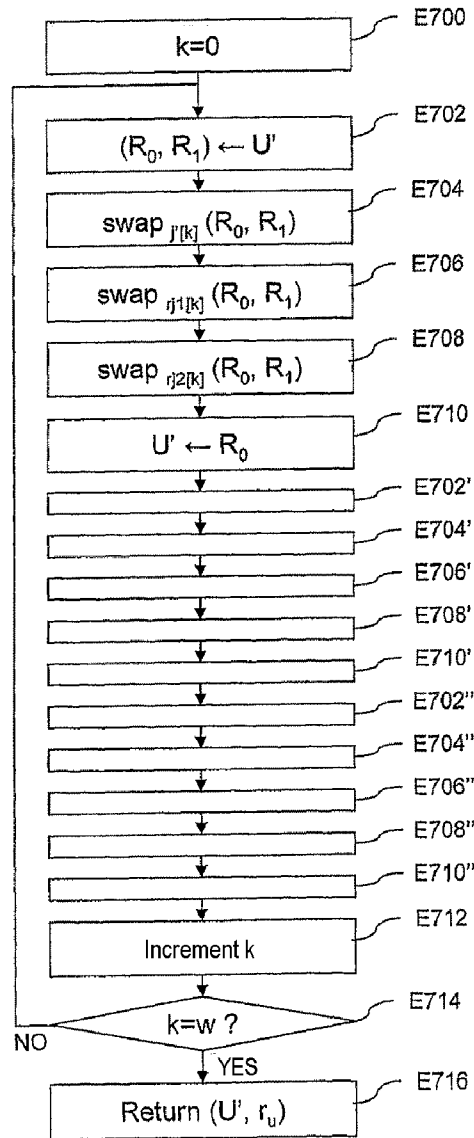 E700
k=0
E702
(R₀, R₁) ← U'
E704
swap j'[k] (R₀, R₁)
E706
swap rj1[k] (R₀, R₁)
E708
swap rj2[k] (R₀, R₁)
E710
U' ← R₀
E702'
E704'
E706'
E708'
E710'
E702"
E704"
E706"
E708"
E710"
E712
Increment k
E714
k=w ?
NO
YES
E716
Return (U', rᵤ)